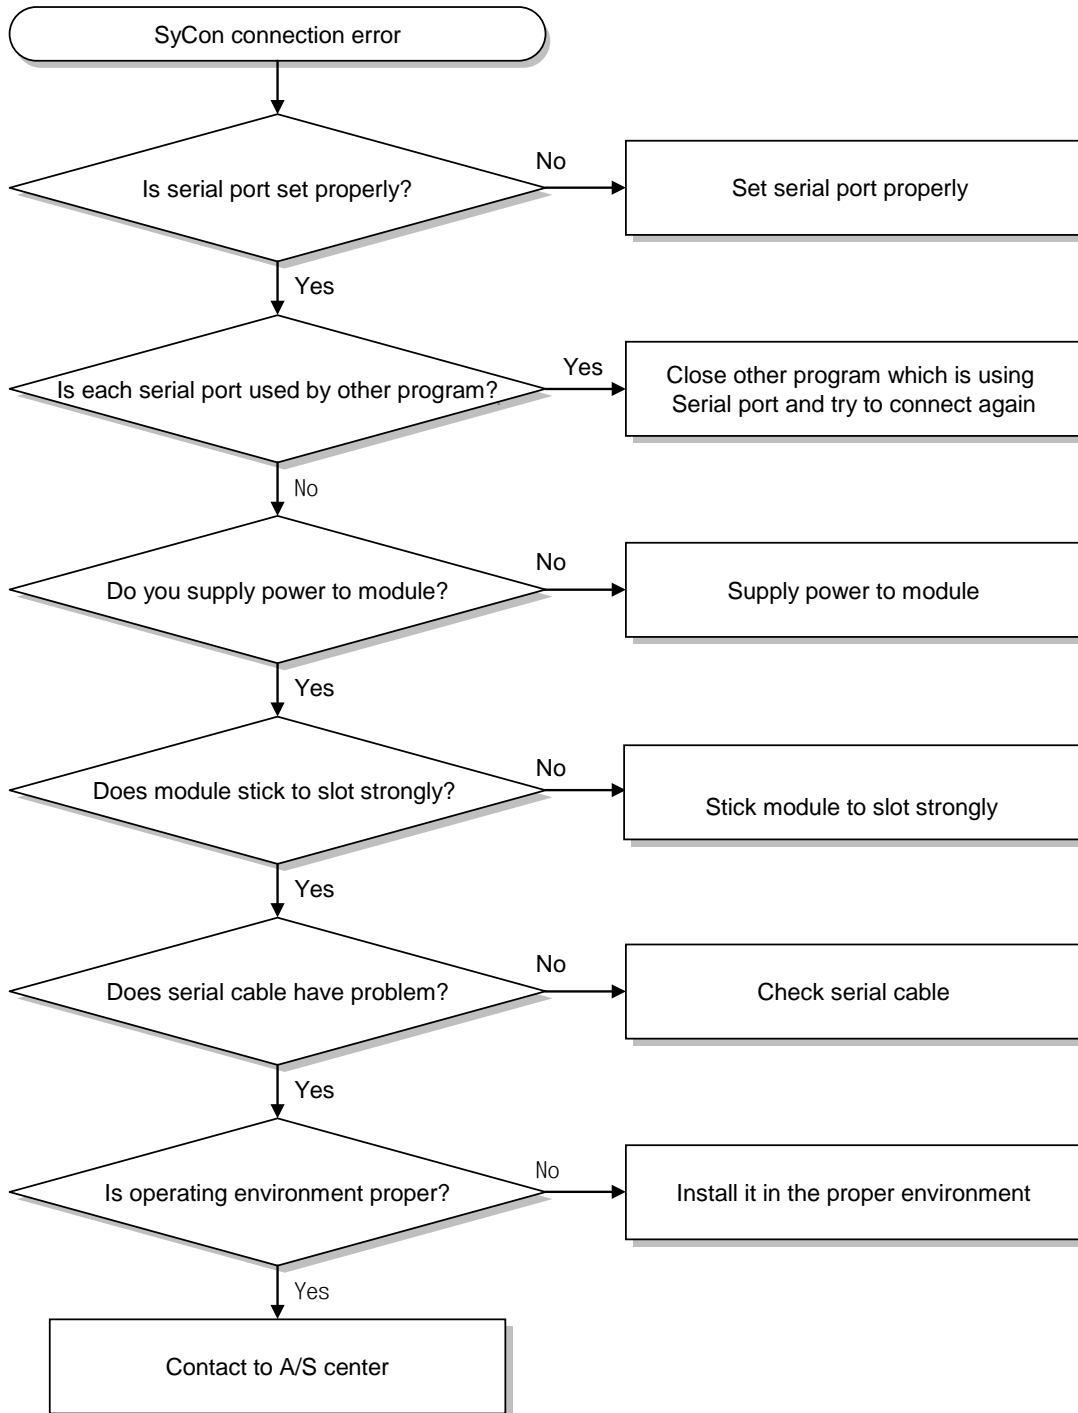 SyCon connection error
No
Is serial port set properly?
Set serial port properly
Yes
Yes
Is each serial port used by other program?
Close other program which is using
Serial port and try to connect again
No
No
Do you supply power to module?
Supply power to module
Yes
No
Does module stick to slot strongly?
Stick module to slot strongly
Yes
No
Does serial cable have problem?
Check serial cable
Yes
No
Is operating environment proper?
Install it in the proper environment
Yes
Contact to A/S center